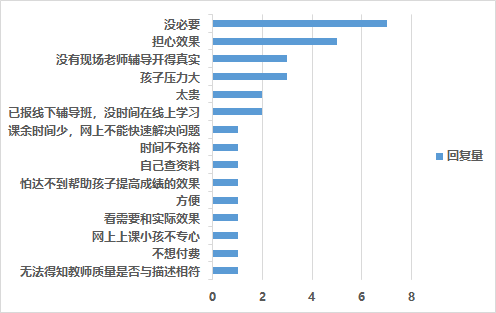 没必要
担心效果
没有现场老师辅导开得真实
孩子压力大
太贵
已报线下辅导班，没时间在线上学习
课余时间少，网上不能快速解决问题
时间不充裕
自己查资料
怕达不到帮助孩子提高成绩的效果
方便
看需要和实际效果
网上上课小孩不专心
不想付费
无法得知教师质量是否与描述相符
0 2 4 6 8
回复量